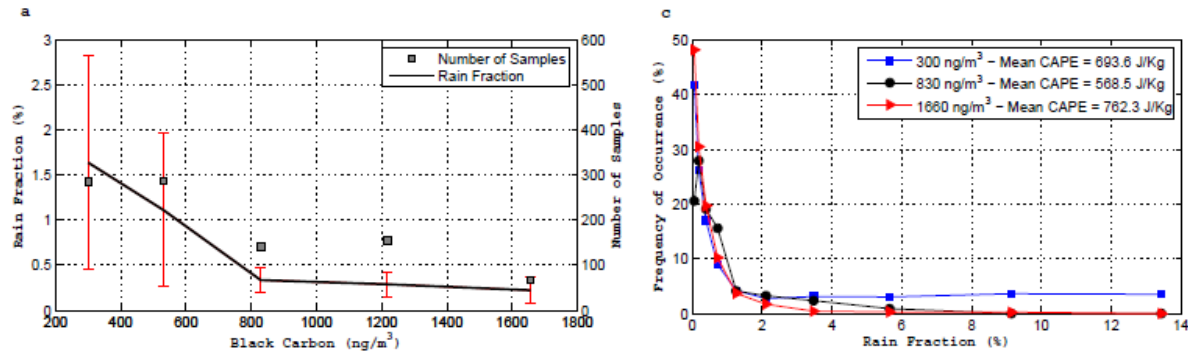 a
3
2.5
2
1.5
1
0.5
0
Rain Fraction (%)
600
500
400
300
200
100
0
Number of Samples
Number of Samples
Rain Fraction
200 400 600 800 1000 1200 1400 1600 1800
Black Carbon (ng/m³)
c
50
40
30
20
10
0
Frequency of Occurrence (%)
300 ng/m³ – Mean CAPE = 693.6 J/Kg
830 ng/m³ – Mean CAPE = 568.5 J/Kg
1660 ng/m³ – Mean CAPE = 762.3 J/Kg
0 2 4 6 8 10 12 14
Rain Fraction (%)